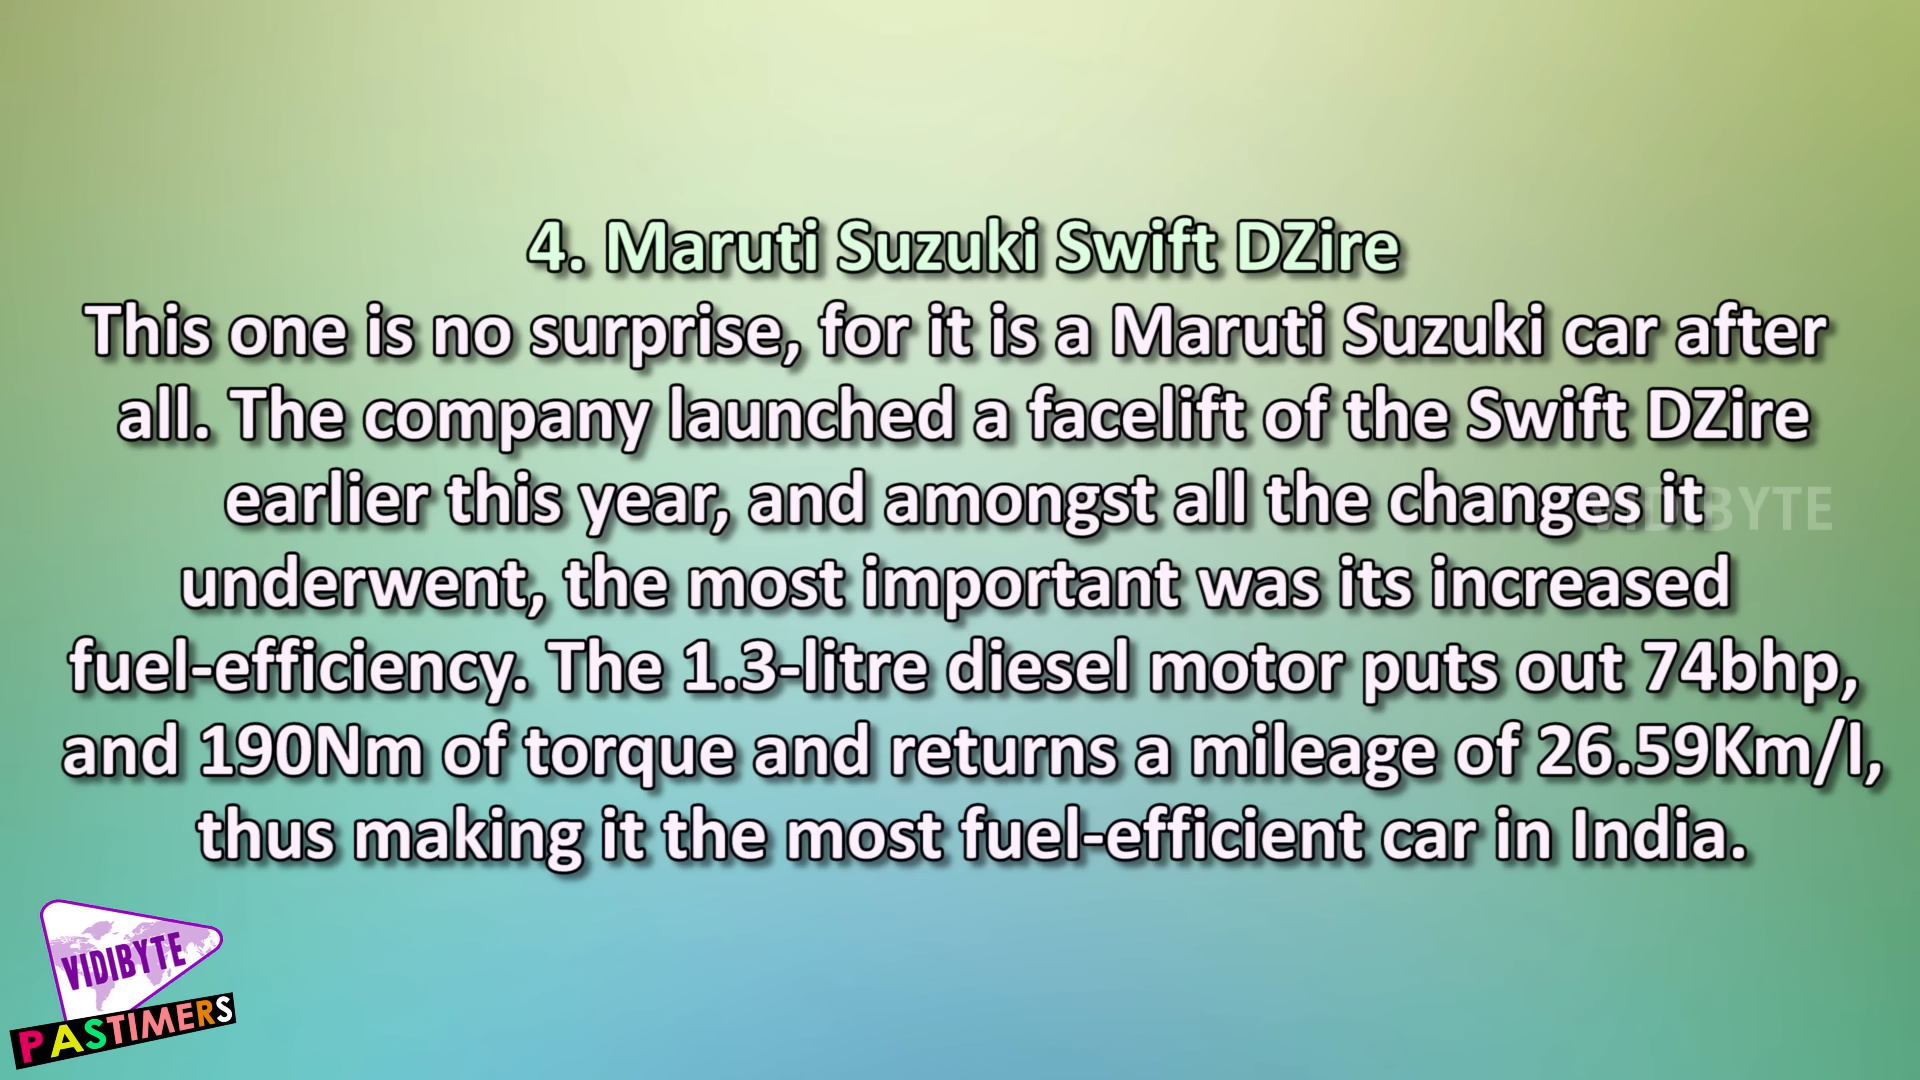 4. Maruti Suzuki Swift DZire
This one is no surprise, for it is a Maruti Suzuki car after
all. The company launched a facelift of the Swift DZire
earlier this year, and amongst all the changes it
underwent, the most important was its increased
fuel-efficiency. The 1.3-litre diesel motor puts out 74bhp,
and 190Nm of torque and returns a mileage of 26.59Km/l,
thus making it the most fuel-efficient car in India.
VIDIBYTE
VIDIBYTE
PASTIMERS